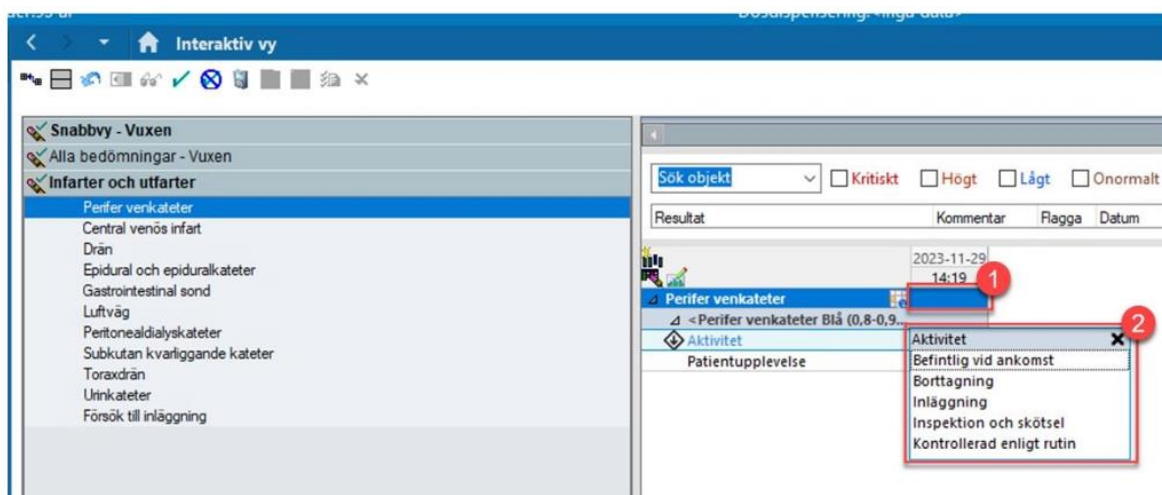 Interaktiv vy
Snabbvy - Vuxen
Alla bedömningar - Vuxen
Infarter och utfarter
Perifer venkateter
Central venös infart
Drän
Epidural och epiduralkateter
Gastrointestinal sond
Luftväg
Peritonealdialyskateter
Subkutan kvarliggande kateter
Toraxdrän
Urinkateter
Försök till inläggning
Sök objekt Kritiskt Högt Lågt Onormalt
Resultat Kommentar Flagga Datum
2023-11-29
14:19 1
Perifer venkateter
<Perifer venkateter Blå (0,8-0,9...
Aktivitet
Patientupplevelse
2
Aktivitet
Befintlig vid ankomst
Borttagning
Inläggning
Inspektion och skötsel
Kontrollerad enligt rutin